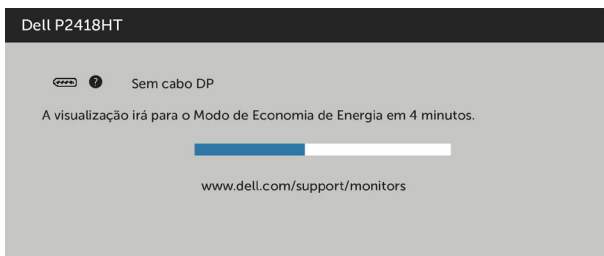 Dell P2418HT
? Sem cabo DP
A visualização irá para o Modo de Economia de Energia em 4 minutos.
www.dell.com/support/monitors